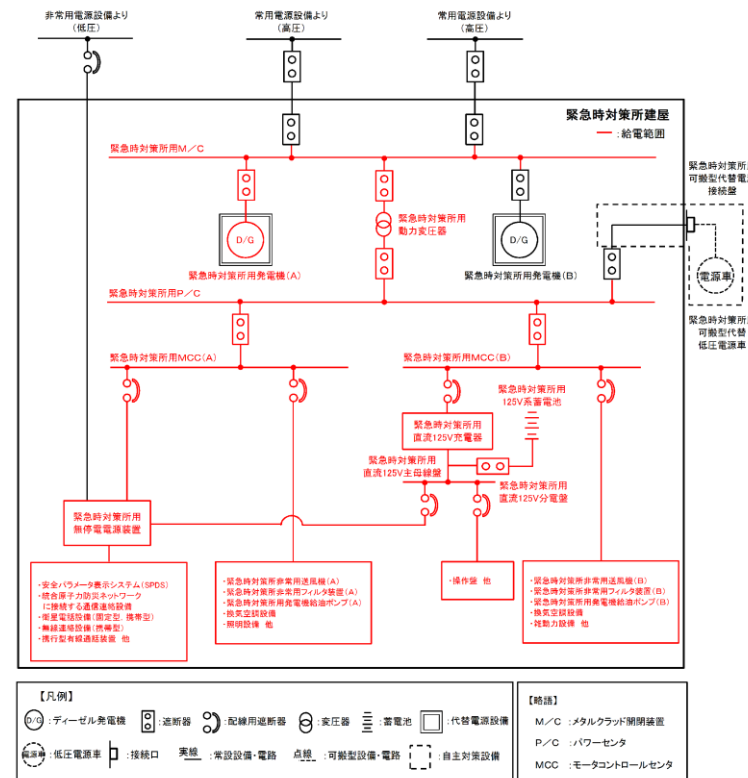 非常用電源設備より
(低圧)
常用電源設備より
(高圧)
常用電源設備より
(高圧)
緊急時対策所建屋
:給電範囲
緊急時対策所用M/C
緊急時対策所
可搬型代替電
接続盤
D/G
緊急時対策所用
動力変圧器
D/G
緊急時対策所用発電機(A)
緊急時対策所用発電機(B)
電源車
緊急時対策所用P/C
緊急時対策所
可搬型代替
低圧電源車
緊急時対策所用MCC(A)
緊急時対策所用MCC(B)
緊急時対策所用
125V系蓄電池
緊急時対策所用
直流125V充電器
緊急時対策所用
直流125V主母線盤
緊急時対策所用
直流125V分電盤
緊急時対策所用
無停電電源装置
・安全パラメータ表示システム(SPDS)
・統合原子力防災ネットワーク
に接続する通信連絡設備
・衛星電話設備(固定型,携帯型)
・無線連絡設備(携帯型)
・携行型有線通話装置 他
・緊急時対策所非常用送風機(A)
・緊急時対策所非常用フィルタ装置(A)
・緊急時対策所用発電機給油ポンプ(A)
・換気空調設備
・照明設備 他
・操作盤 他
・緊急時対策所非常用送風機(B)
・緊急時対策所非常用フィルタ装置(B)
・緊急時対策所用発電機給油ポンプ(B)
・換気空調設備
・雑動力設備 他
【凡例】
D/G :ディーゼル発電機 :遮断器 :配線用遮断器 :変圧器 :蓄電池 :代替電源設備
電源車 :低圧電源車 :接続口 実線 :常設設備・電路 点線 :可搬型設備・電路 :自主対策設備
【略語】
M/C :メタルクラッド開閉装置
P/C :パワーセンタ
MCC :モータコントロールセンタ